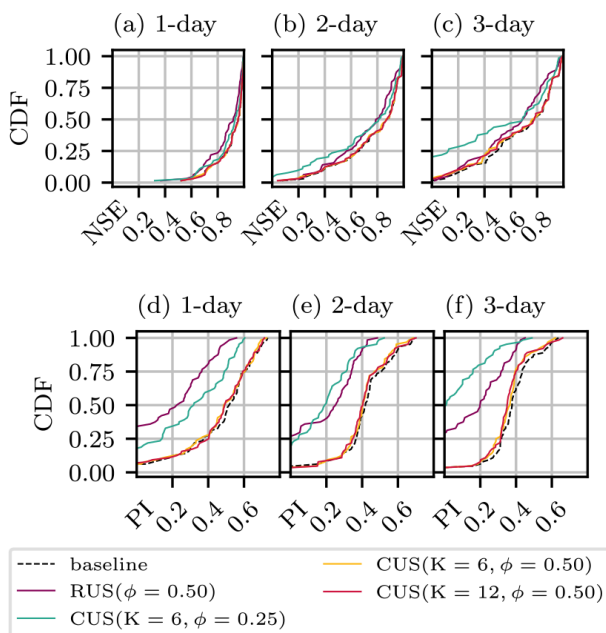 (a) 1-day (b) 2-day (c) 3-day
CDF
1.00
0.75
0.50
0.25
0.00
NSE 0.2 0.4 0.6 0.8 NSE 0.2 0.4 0.6 0.8 NSE 0.2 0.4 0.6 0.8
(d) 1-day (e) 2-day (f) 3-day
CDF
1.00
0.75
0.50
0.25
0.00
PI 0.2 0.4 0.6 PI 0.2 0.4 0.6 PI 0.2 0.4 0.6
baseline
RUS(ϕ = 0.50)
CUS(K = 6, ϕ = 0.25)
CUS(K = 6, ϕ = 0.50)
CUS(K = 12, ϕ = 0.50)